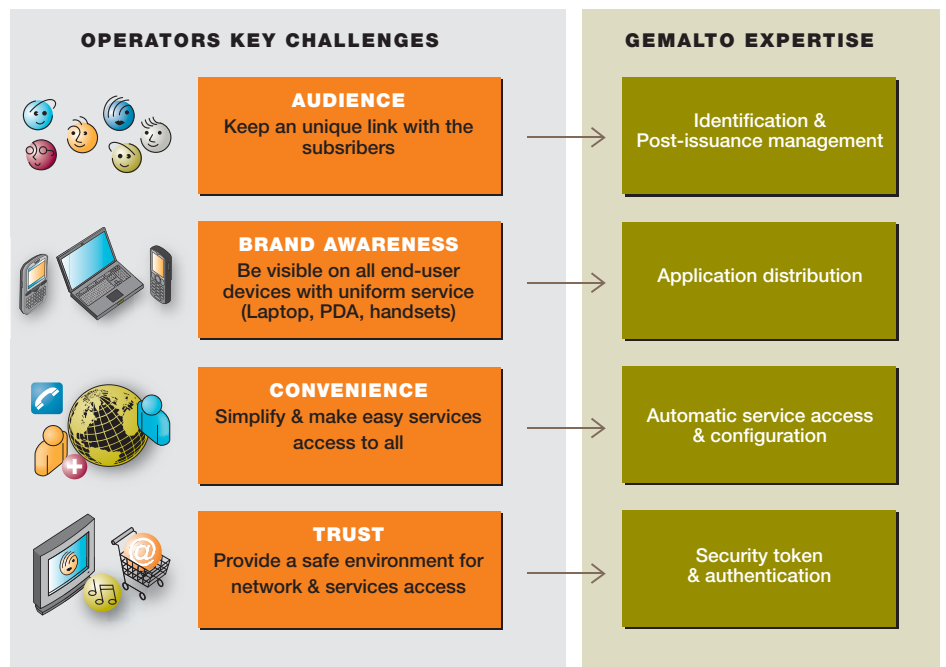 OPERATORS KEY CHALLENGES
GEMALTO EXPERTISE
AUDIENCE
Keep an unique link with the
subsribers
Identification &
Post-issuance management
BRAND AWARENESS
Be visible on all end-user
devices with uniform service
(Laptop, PDA, handsets)
Application distribution
CONVENIENCE
Simplify & make easy services
access to all
Automatic service access
& configuration
TRUST
Provide a safe environment for
network & services access
Security token
& authentication
@